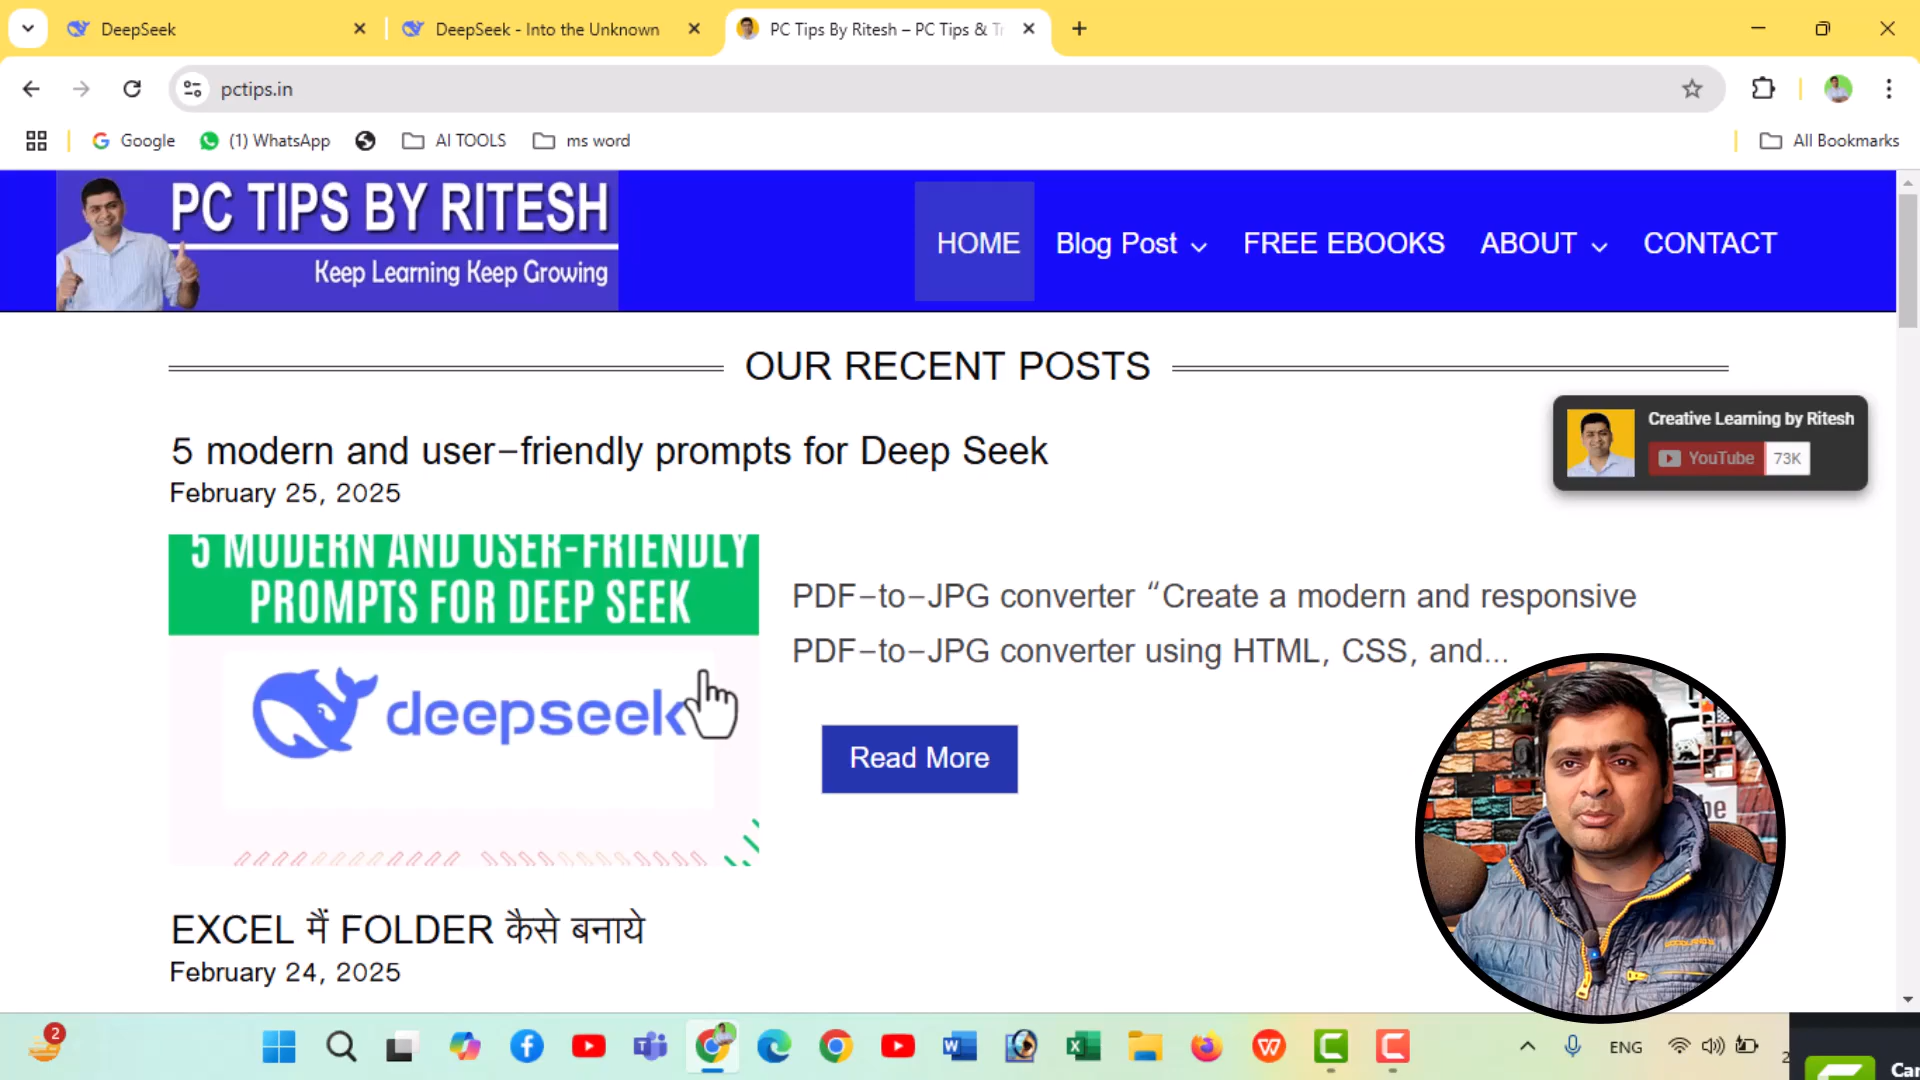 DeepSeek
DeepSeek - Into the Unknown
PC Tips By Ritesh – PC Tips & Tr
pctips.in
Google
(1) WhatsApp
AI TOOLS
ms word
All Bookmarks
PC TIPS BY RITESH
Keep Learning Keep Growing
HOME
Blog Post
FREE EBOOKS
ABOUT
CONTACT
OUR RECENT POSTS
5 modern and user-friendly prompts for Deep Seek
February 25, 2025
Creative Learning by Ritesh
YouTube
73K
5 MODERN AND USER-FRIENDLY
PROMPTS FOR DEEP SEEK
deepseek
PDF-to-JPG converter “Create a modern and responsive
PDF-to-JPG converter using HTML, CSS, and...
Read More
EXCEL में FOLDER कैसे बनाये
February 24, 2025
2
ENG